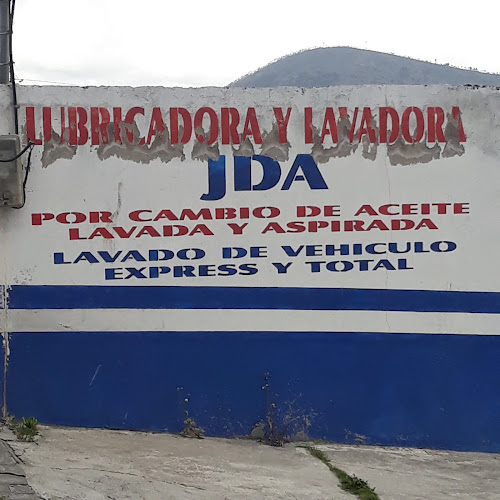 LUBRICADORA Y LAVADORA
JDA
POR CAMBIO DE ACEITE
LAVADA Y ASPIRADA
LAVADO DE VEHICULO
EXPRESS Y TOTAL